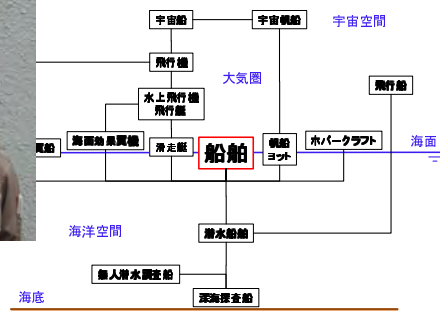 宇宙船
宇宙帆船
宇宙空間
飛行機
大気圏
飛行船
水上飛行機
飛行艇
海面効果翼機
滑走艇
船舶
帆船
ヨット
ホバークラフト
海面
翼船
海洋空間
潜水船舶
無人潜水調査船
深海探査船
海底